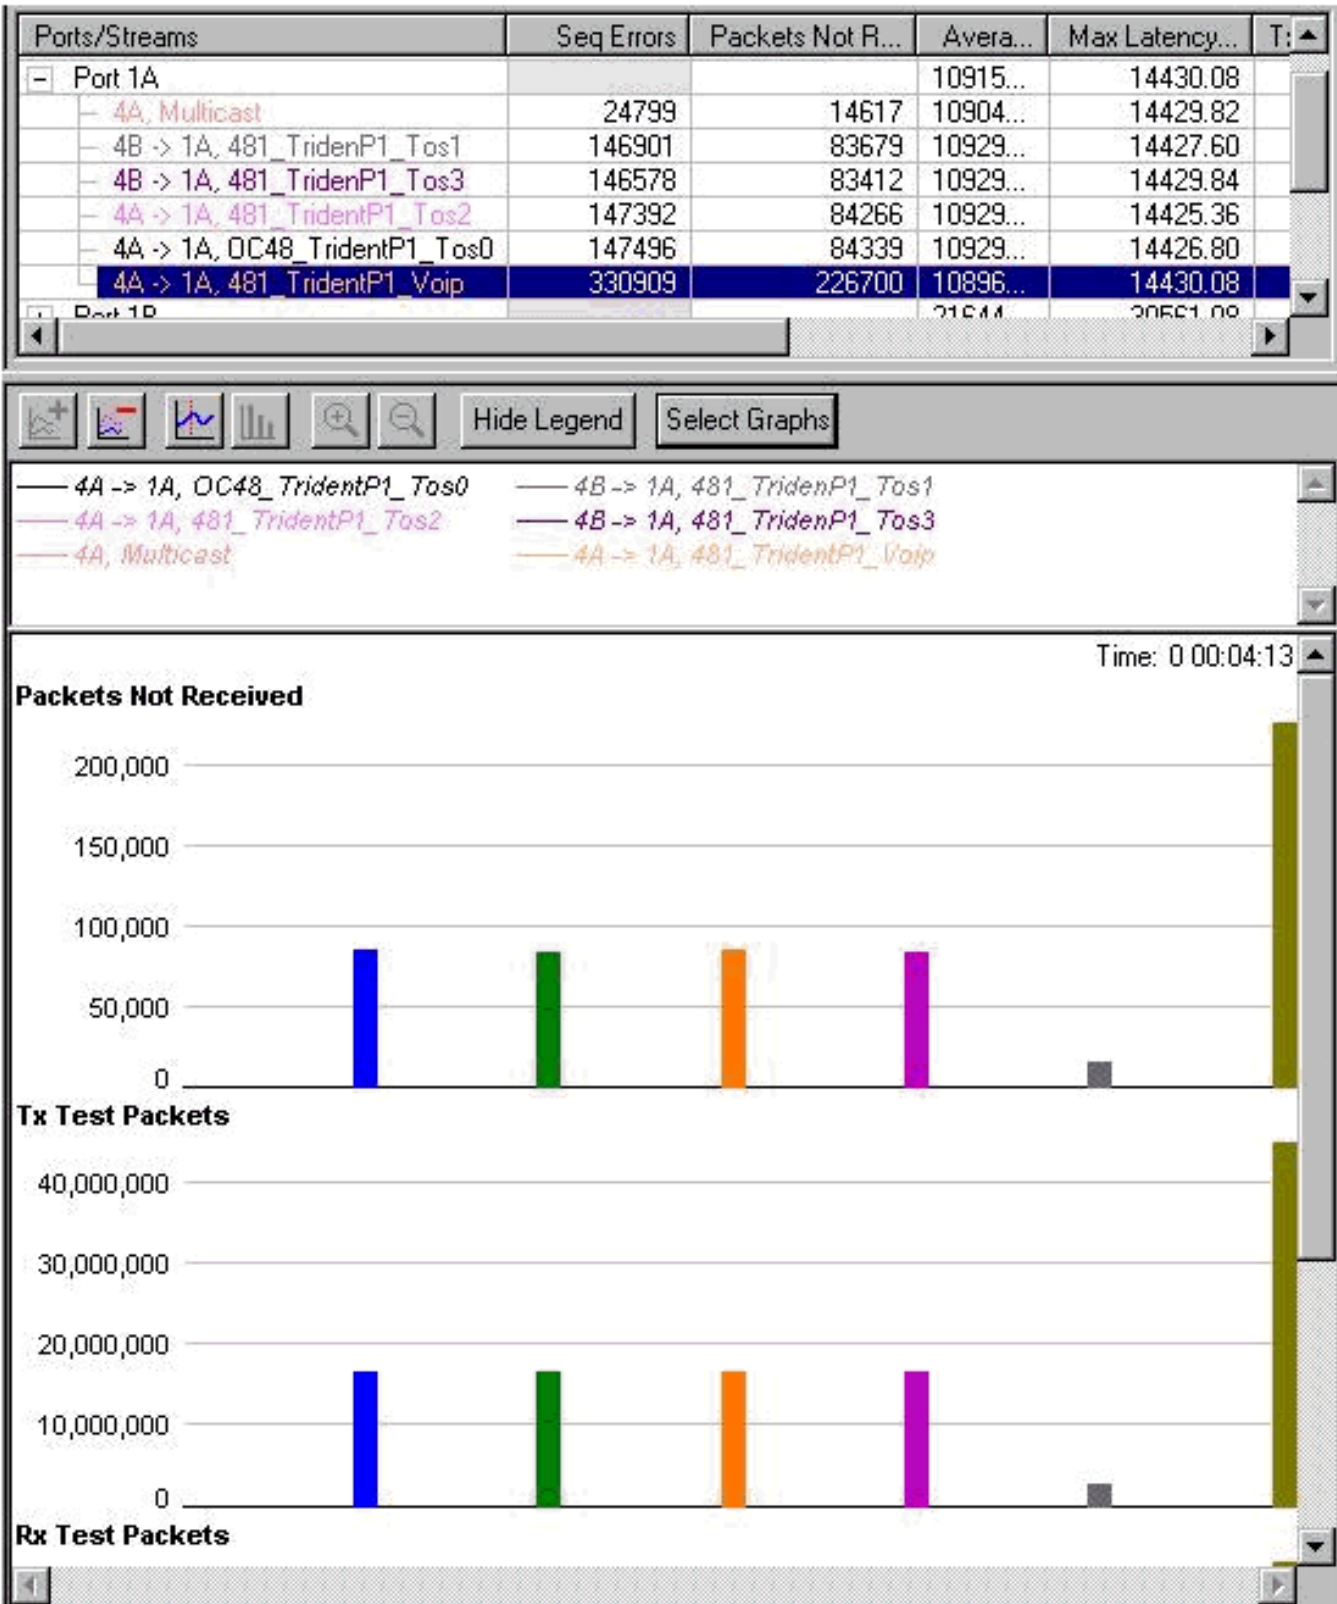 Ports/Streams Seq Errors Packets Not R... Avera... Max Latency...
Port 1A 10915... 14430.08
4A, Multicast 24799 14617 10904... 14429.82
4B -> 1A, 481_TridenP1_Tos1 146901 83679 10929... 14427.60
4B -> 1A, 481_TridenP1_Tos3 146578 83412 10929... 14429.84
4A -> 1A, 481_TridentP1_Tos2 147392 84266 10929... 14425.36
4A -> 1A, OC48_TridentP1_Tos0 147496 84339 10929... 14426.80
4A -> 1A, 481_TridentP1_Voip 330909 226700 10896... 14430.08
Port 1B 21644 30561.08
Hide Legend Select Graphs
4A -> 1A, OC48_TridentP1_Tos0 4B -> 1A, 481_TridenP1_Tos1
4A -> 1A, 481_TridentP1_Tos2 4B -> 1A, 481_TridenP1_Tos3
4A, Multicast 4A -> 1A, 481_TridentP1_Voip
Time: 0 00:04:13
Packets Not Received
200,000
150,000
100,000
50,000
0
Tx Test Packets
40,000,000
30,000,000
20,000,000
10,000,000
0
Rx Test Packets